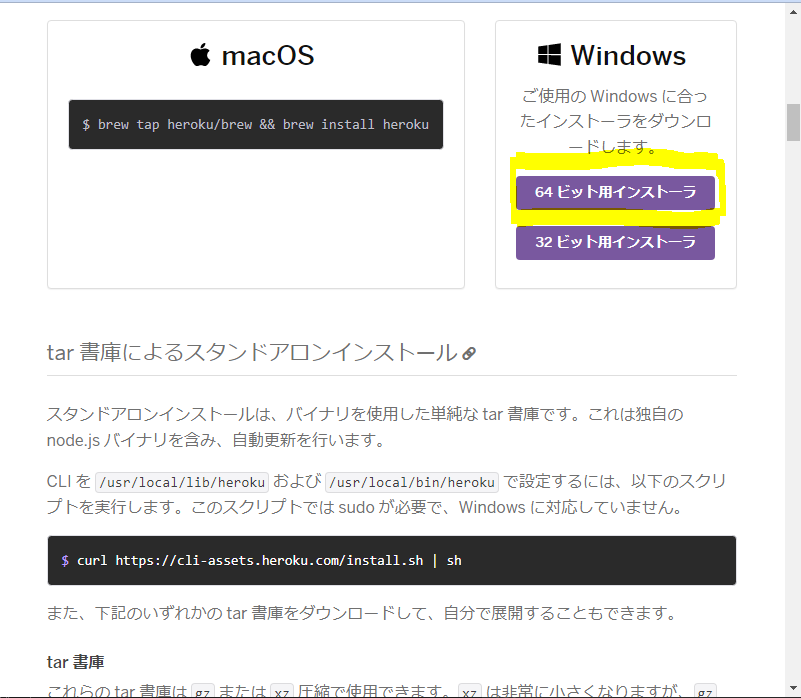 macOS
$ brew tap heroku/brew && brew install heroku
Windows
ご使用の Windows に合っ
たインストーラをダウンロ
ードします。
64 ビット用インストーラ
32 ビット用インストーラ
tar 書庫によるスタンドアロンインストール
スタンドアロンインストールは、バイナリを使用した単純な tar 書庫です。これは独自の
node.js バイナリを含み、自動更新を行います。
CLI を /usr/local/lib/heroku および /usr/local/bin/heroku で設定するには、以下のスクリ
プトを実行します。このスクリプトでは sudo が必要で、Windows に対応していません。
$ curl https://cli-assets.heroku.com/install.sh | sh
また、下記のいずれかの tar 書庫をダウンロードして、自分で展開することもできます。
tar 書庫
これらの tar 書庫は gz または xz 圧縮で使用できます。xz は非常に小さくなりますが、gz